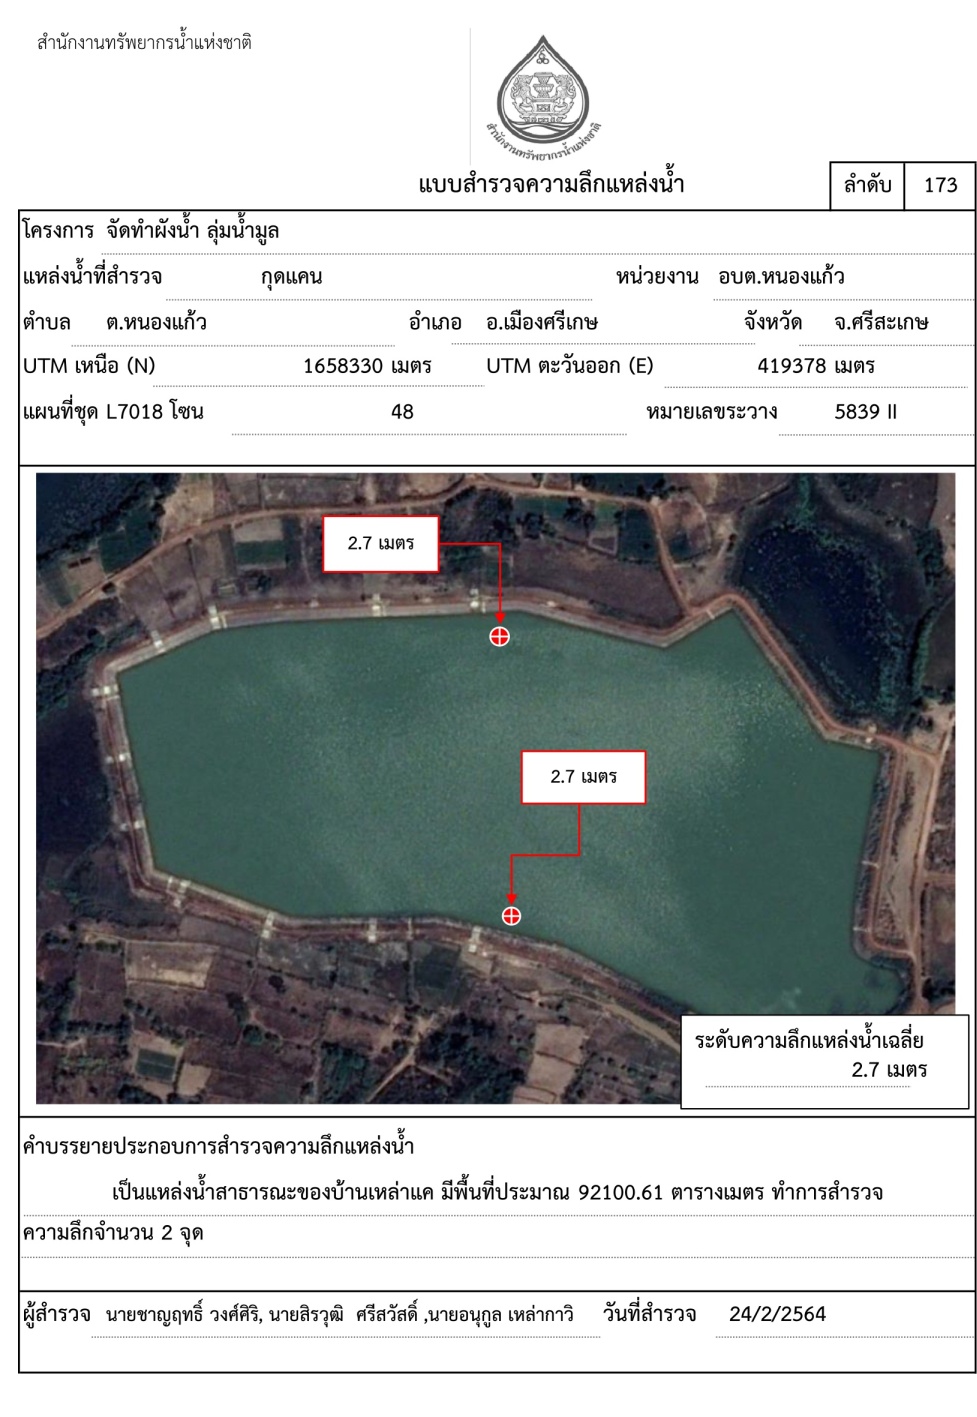 สำนักงานทรัพยากรน้ำแห่งชาติ
สำนักงานทรัพยากรน้ำแห่งชาติ
แบบสำรวจความลึกแหล่งน้ำ ลำดับ 173
โครงการ จัดทำผังน้ำ ลุ่มน้ำมูล
แหล่งน้ำที่สำรวจ กุดแคน หน่วยงาน อบต.หนองแก้ว
ตำบล ต.หนองแก้ว อำเภอ อ.เมืองศรีเกษ จังหวัด จ.ศรีสะเกษ
UTM เหนือ (N) 1658330 เมตร UTM ตะวันออก (E) 419378 เมตร
แผนที่ชุด L7018 โซน 48 หมายเลขระวาง 5839 II
2.7 เมตร
2.7 เมตร
ระดับความลึกแหล่งน้ำเฉลี่ย
2.7 เมตร
คำบรรยายประกอบการสำรวจความลึกแหล่งน้ำ
เป็นแหล่งน้ำสาธารณะของบ้านเหล่าแค มีพื้นที่ประมาณ 92100.61 ตารางเมตร ทำการสำรวจ
ความลึกจำนวน 2 จุด
ผู้สำรวจ นายชาญฤทธิ์ วงศ์ศิริ, นายสิรวุฒิ ศรีสวัสดิ์ ,นายอนุกูล เหล่ากาวิ วันที่สำรวจ 24/2/2564